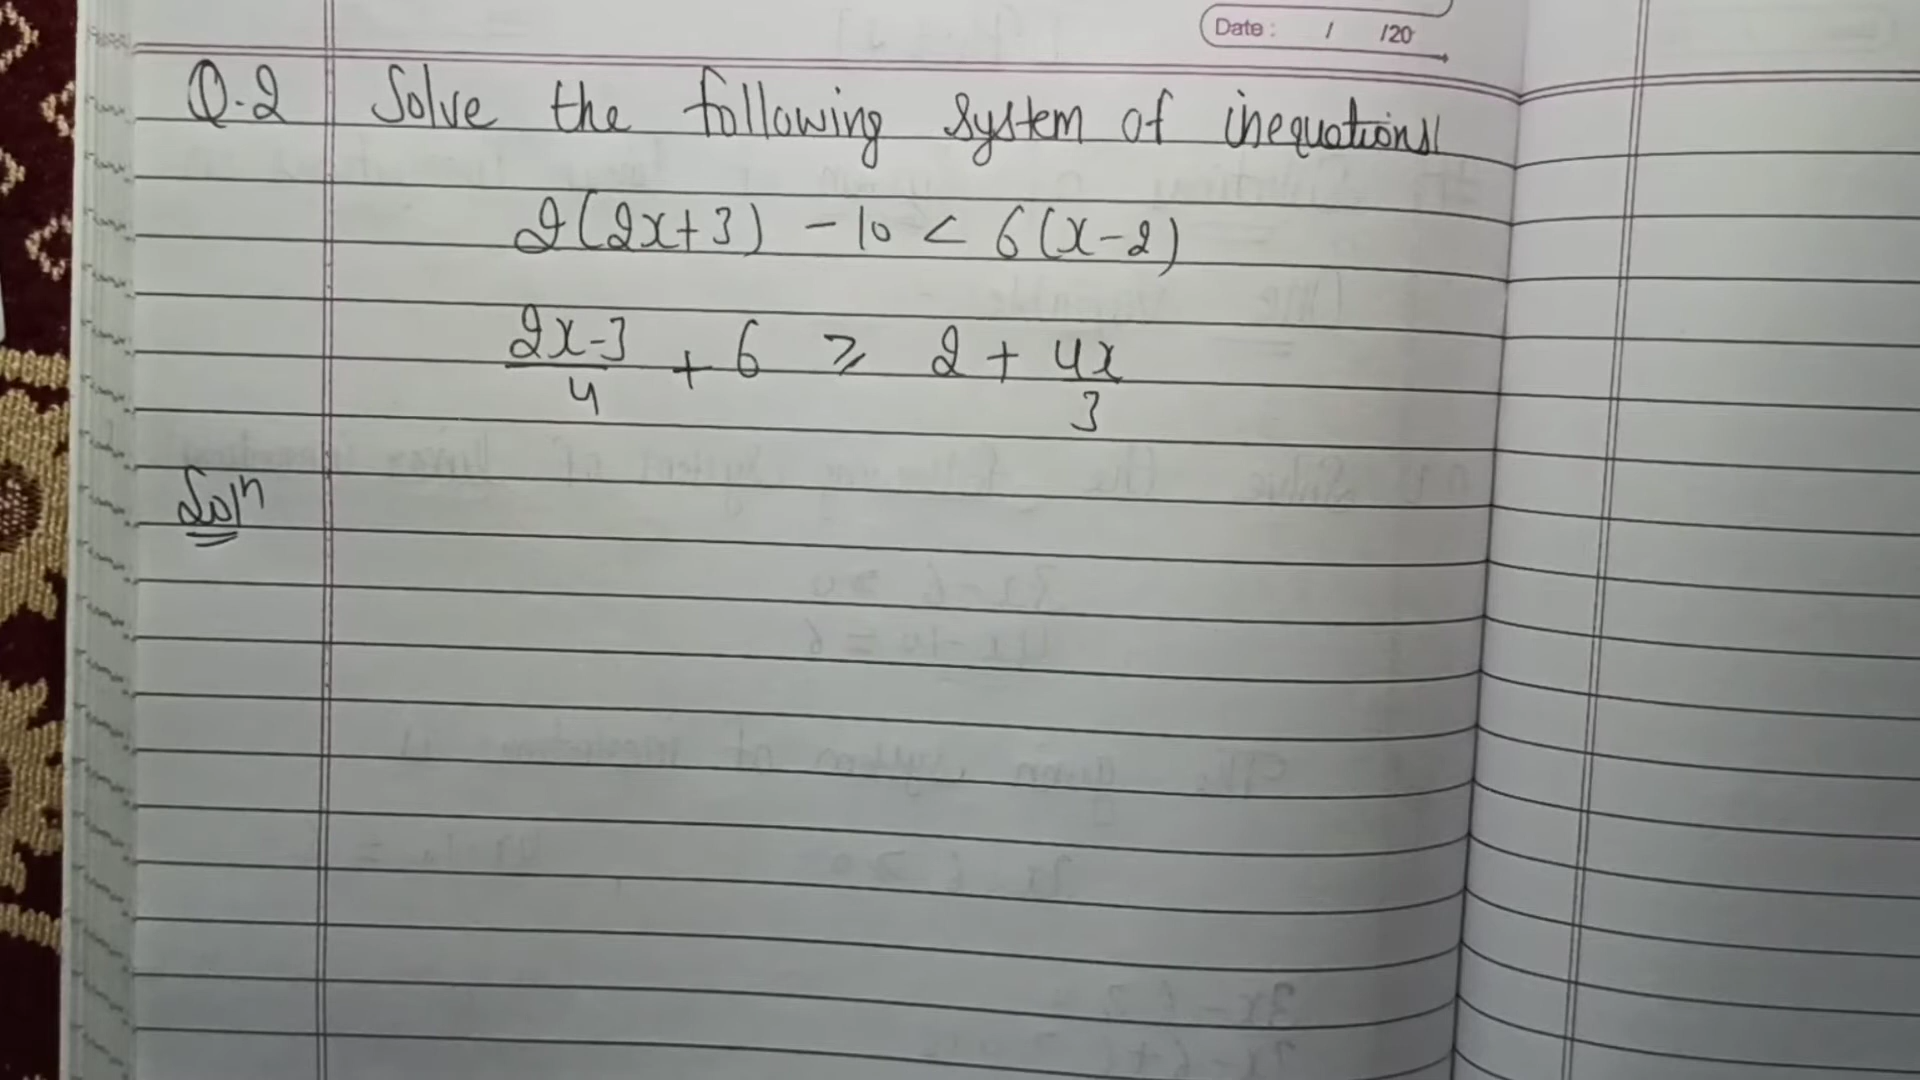 Date : / /20
Q.2 Solve the following system of inequations
2(2x+3) - 10 < 6(x-2)
2x-3/4 + 6 ⩾ 2 + 4x/3
Solⁿ